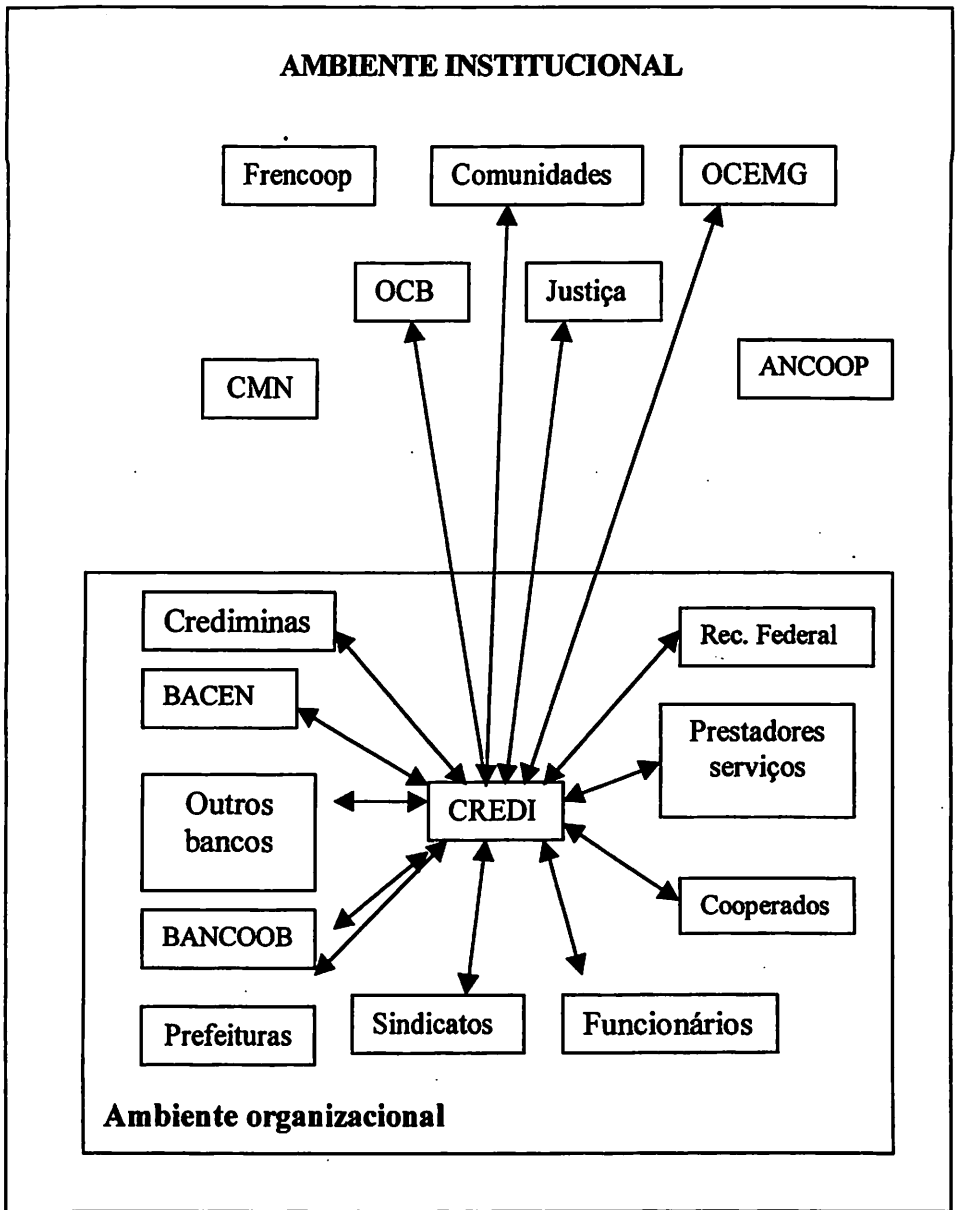 AMBIENTE INSTITUCIONAL
Frencoop
Comunidades
OCEMG
OCB
Justiça
CMN
ANCOOP
Crediminas
Rec. Federal
BACEN
Prestadores
serviços
Outros
bancos
CREDI
Cooperados
BANCOOB
Prefeituras
Sindicatos
Funcionários
Ambiente organizacional